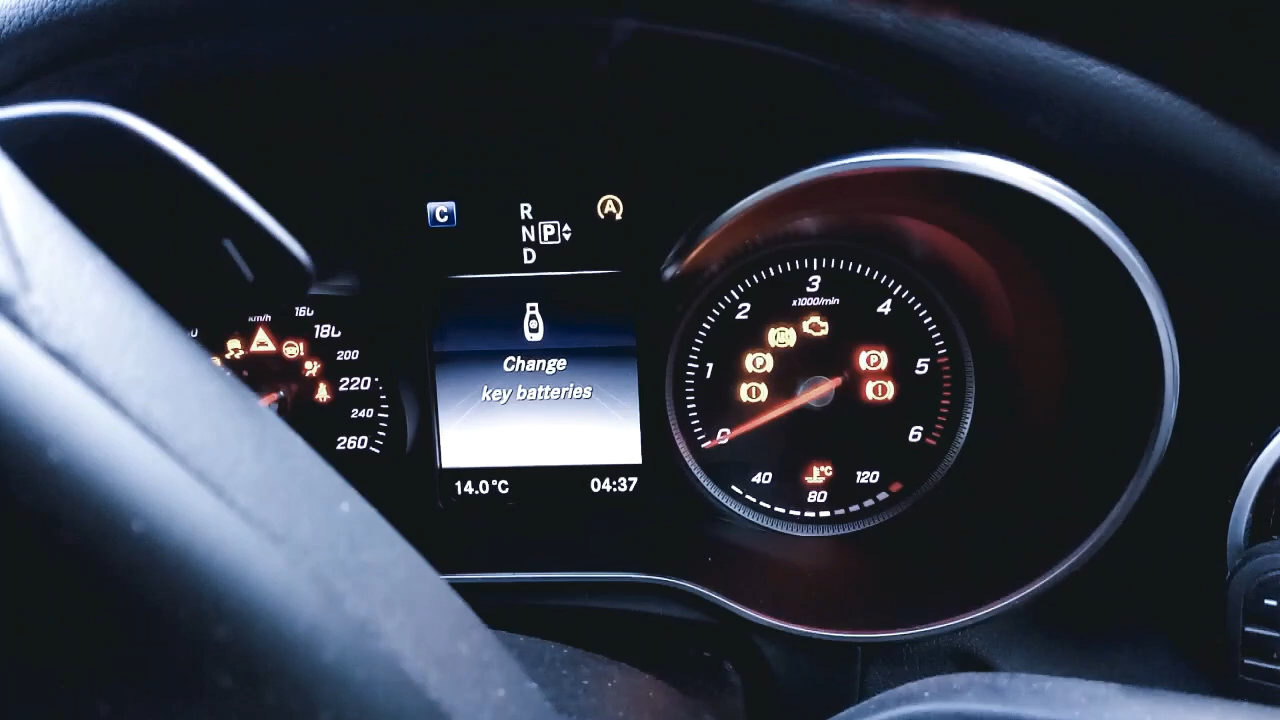 C
R
N P
D
A
Change
key batteries
14.0°C
04:37
km/h
160
180
200
220
240
260
0
1
2
3
4
5
6
x1000/min
P
P
°C
40
80
120